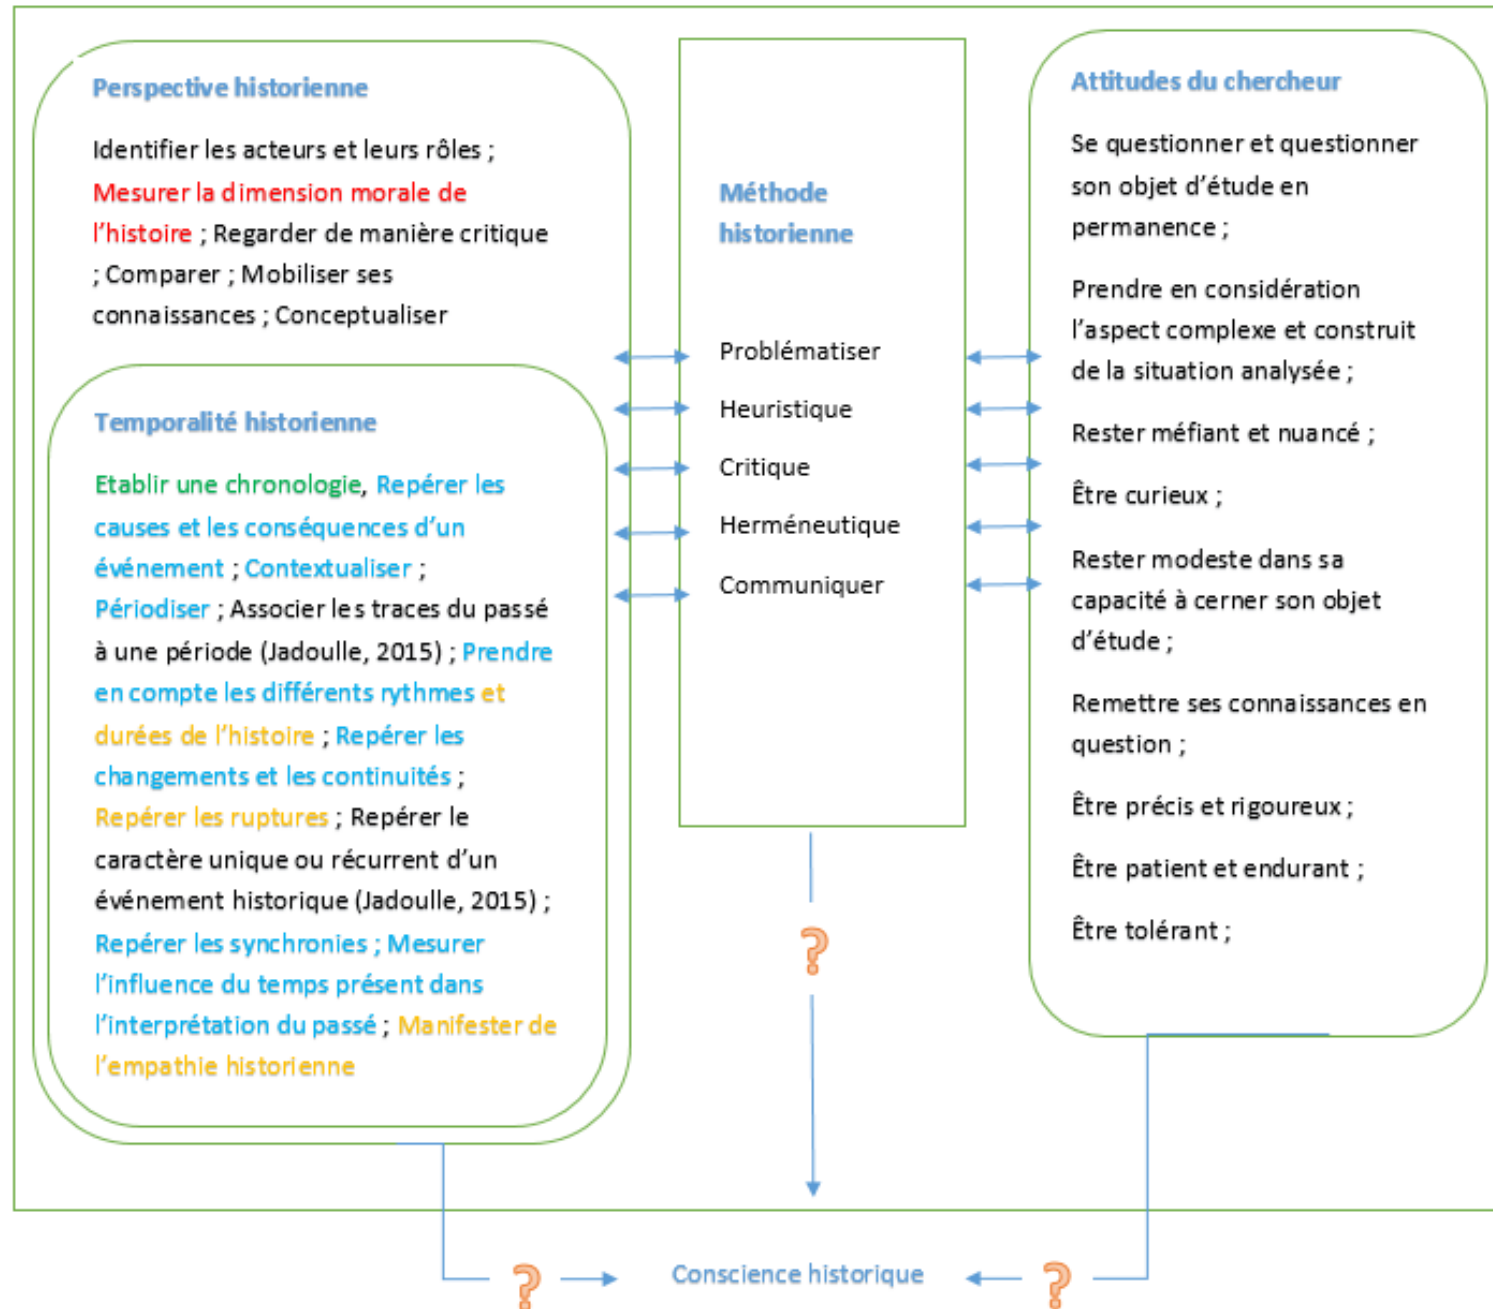 Perspective historienne
Identifier les acteurs et leurs rôles ;
Mesurer la dimension morale de
l’histoire ; Regarder de manière critique
; Comparer ; Mobiliser ses
connaissances ; Conceptualiser
Temporalité historienne
Etablir une chronologie, Repérer les
causes et les conséquences d’un
événement ; Contextualiser ;
Périodiser ; Associer les traces du passé
à une période (Jadoulle, 2015) ; Prendre
en compte les différents rythmes et
durées de l’histoire ; Repérer les
changements et les continuités ;
Repérer les ruptures ; Repérer le
caractère unique ou récurrent d’un
événement historique (Jadoulle, 2015) ;
Repérer les synchronies ; Mesurer
l’influence du temps présent dans
l’interprétation du passé ; Manifester de
l’empathie historienne
Méthode
historienne
Problématiser
Heuristique
Critique
Herméneutique
Communiquer
?
Attitudes du chercheur
Se questionner et questionner
son objet d’étude en
permanence ;
Prendre en considération
l’aspect complexe et construit
de la situation analysée ;
Rester méfiant et nuancé ;
Être curieux ;
Rester modeste dans sa
capacité à cerner son objet
d’étude ;
Remettre ses connaissances en
question ;
Être précis et rigoureux ;
Être patient et endurant ;
Être tolérant ;
? Conscience historique ?